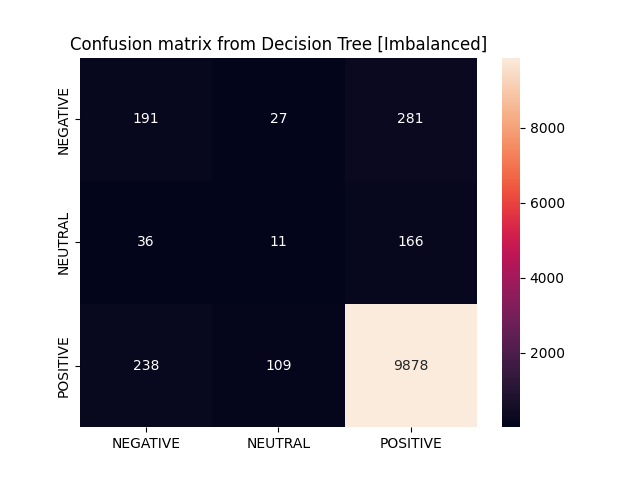 Confusion matrix from Decision Tree [Imbalanced]
NEGATIVE 191 27 281
NEUTRAL 36 11 166
POSITIVE 238 109 9878
NEGATIVE NEUTRAL POSITIVE
8000
6000
4000
2000